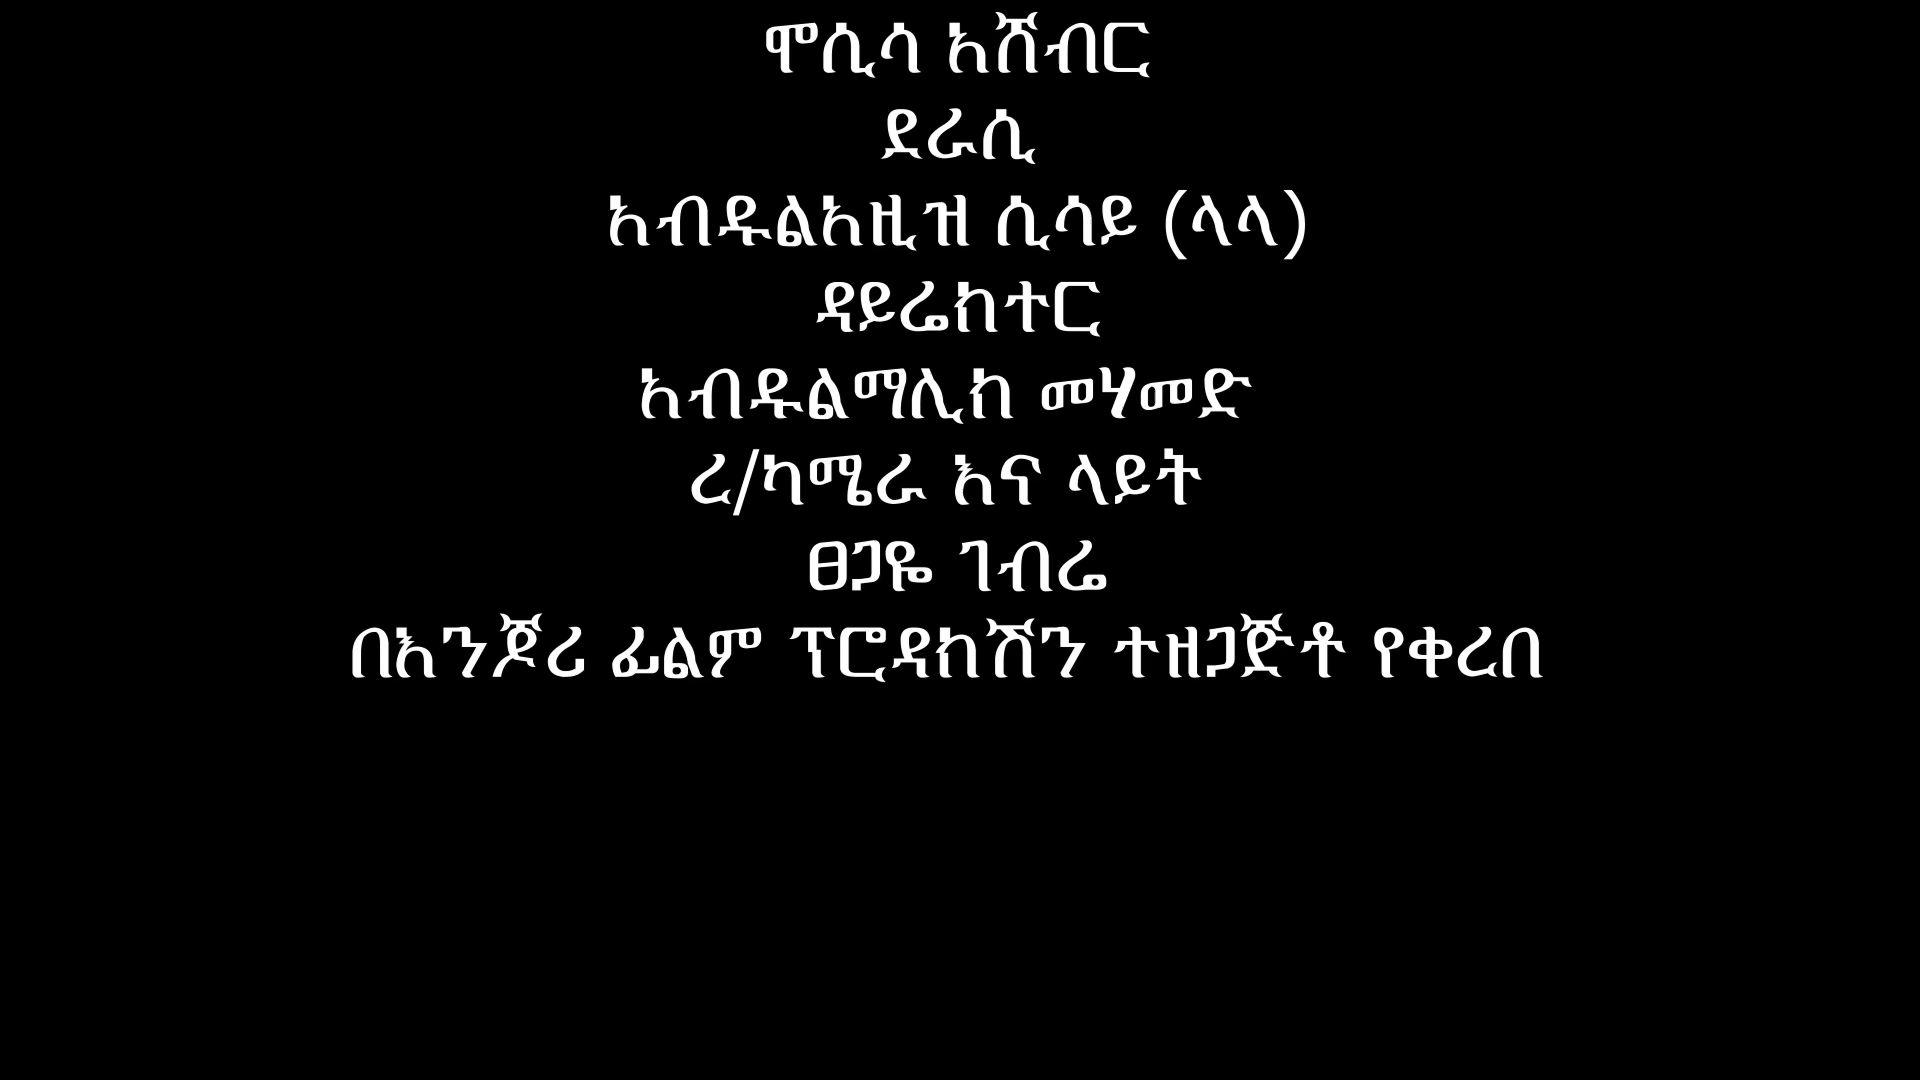 ሞሲሳ አሸብር
ደራሲ
አብዱልአዚዝ ሲሳይ (ላላ)
ዳይሬክተር
አብዱልማሊክ መሃመድ
ረ/ካሜራ እና ላይት
ፀጋዬ ገብሬ
በእንጆሪ ፊልም ፕሮዳክሽን ተዘጋጅቶ የቀረበ